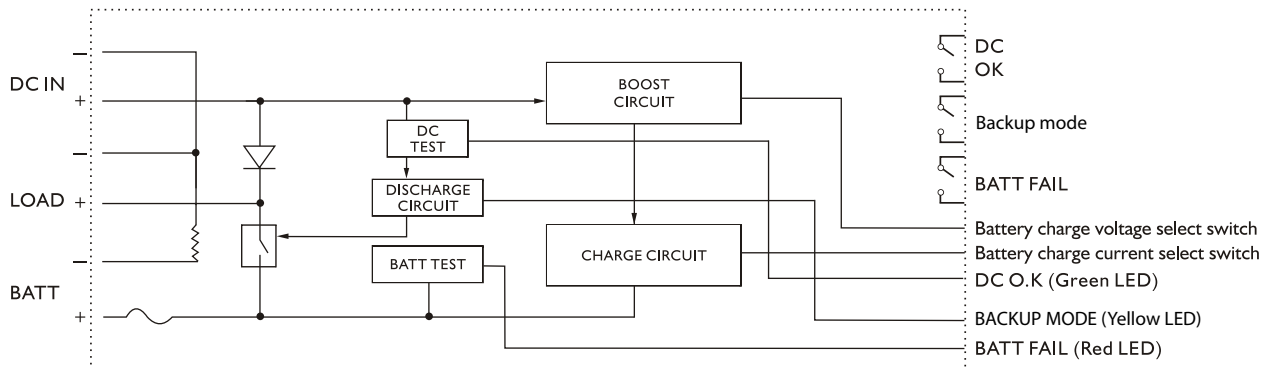 −
DC IN
+
−
LOAD +
−
BATT
+
BOOST
CIRCUIT
DC
TEST
DISCHARGE
CIRCUIT
BATT TEST
CHARGE CIRCUIT
DC
OK
Backup mode
BATT FAIL
Battery charge voltage select switch
Battery charge current select switch
DC O.K (Green LED)
BACKUP MODE (Yellow LED)
BATT FAIL (Red LED)